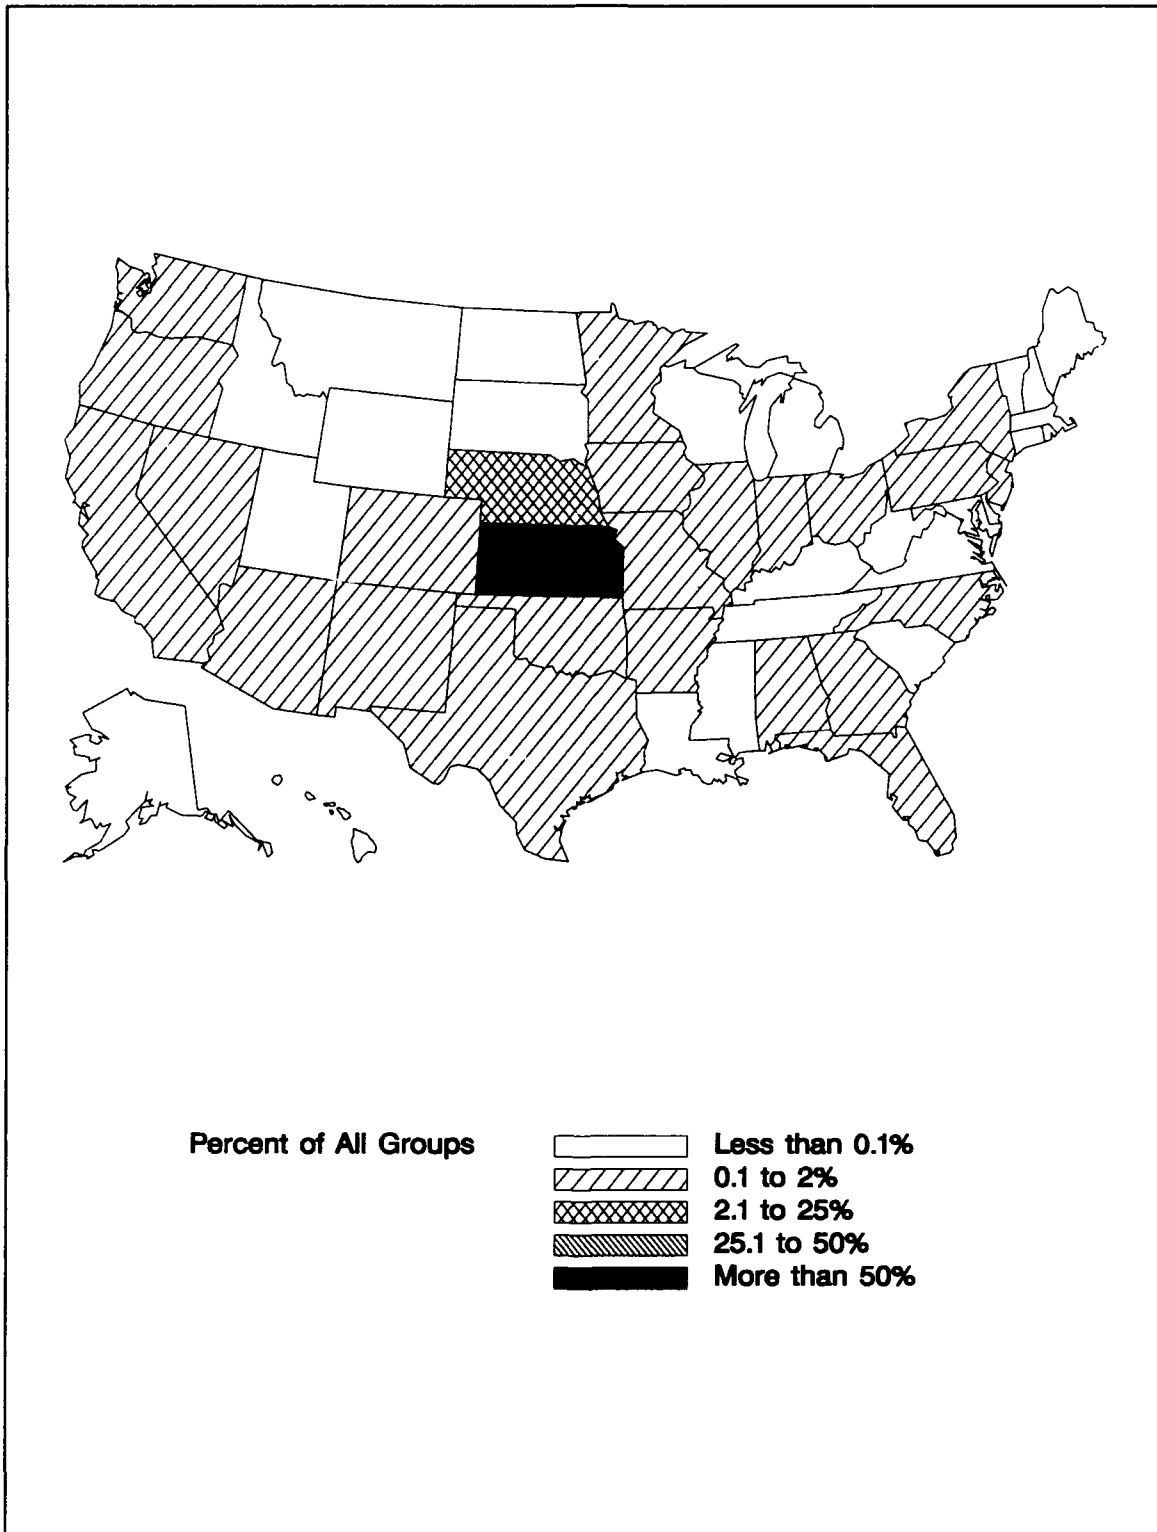 Percent of All Groups
Less than 0.1%
0.1 to 2%
2.1 to 25%
25.1 to 50%
More than 50%